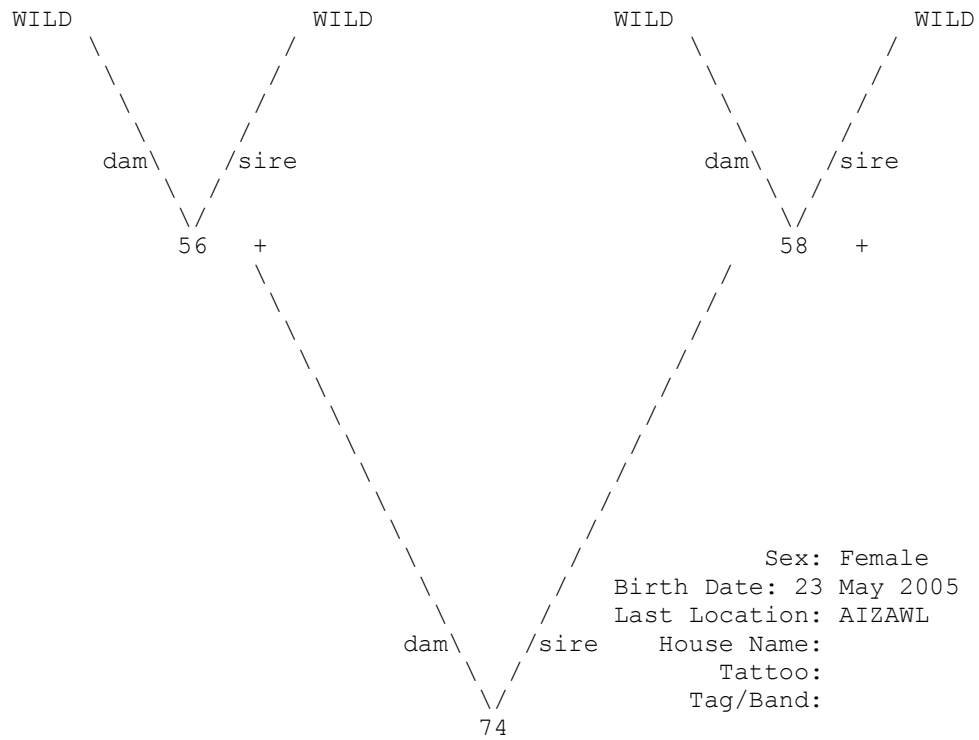 WILD WILD WILD WILD
dam sire dam sire
56 + 58 +
Sex: Female
Birth Date: 23 May 2005
Last Location: AIZAWL
dam sire House Name:
Tattoo:
Tag/Band:
74